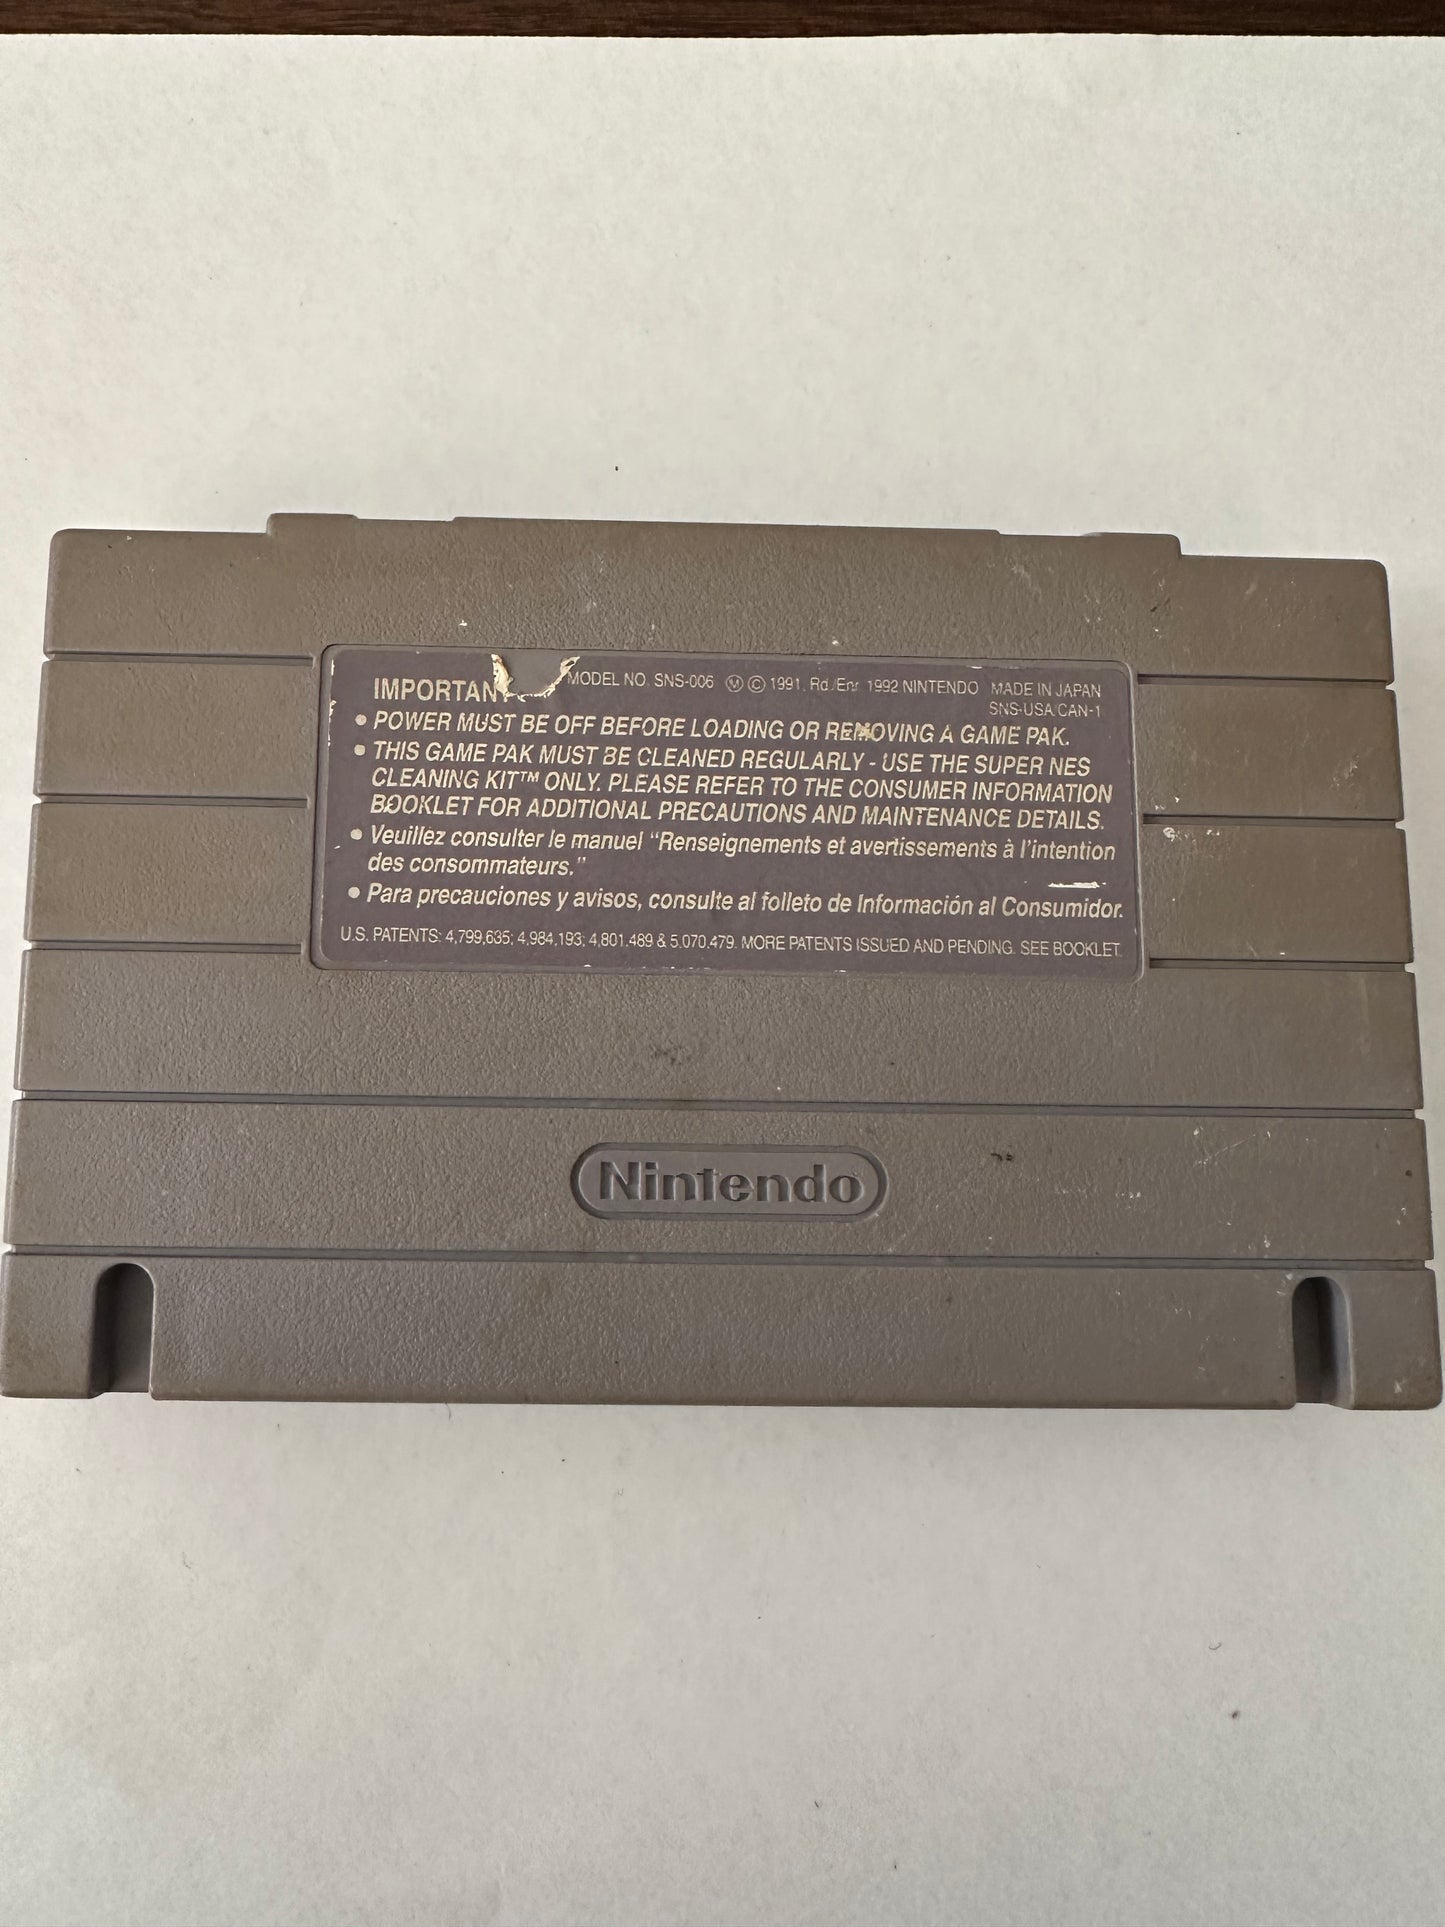 IMPORTANT MODEL NO. SNS-006 Ⓜ © 1991, Rd./Enr. 1992 NINTENDO MADE IN JAPAN
SNS-USA/CAN-1
• POWER MUST BE OFF BEFORE LOADING OR REMOVING A GAME PAK.
• THIS GAME PAK MUST BE CLEANED REGULARLY - USE THE SUPER NES
CLEANING KIT™ ONLY. PLEASE REFER TO THE CONSUMER INFORMATION
BOOKLET FOR ADDITIONAL PRECAUTIONS AND MAINTENANCE DETAILS.
• Veuillez consulter le manuel "Renseignements et avertissements à l'intention
des consommateurs."
• Para precauciones y avisos, consulte al folleto de Información al Consumidor.
U.S. PATENTS: 4,799,635; 4,984,193; 4,801,489 & 5,070,479. MORE PATENTS ISSUED AND PENDING. SEE BOOKLET.
Nintendo